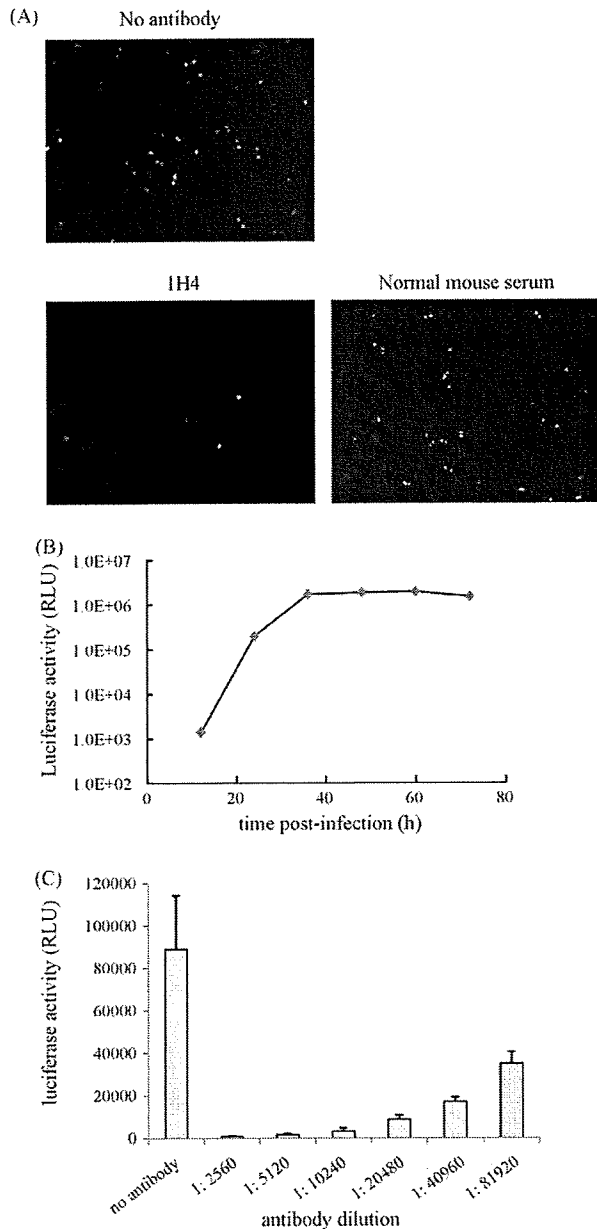 (A)
No antibody
1H4
Normal mouse serum
(B)
Luciferase activity (RLU)
1.0E+07
1.0E+06
1.0E+05
1.0E+04
1.0E+03
1.0E+02
0
20
40
60
80
time post-infection (h)
(C)
luciferase activity (RLU)
120000
100000
80000
60000
40000
20000
0
no antibody
1: 2560
1: 5120
1: 10240
1: 20480
1: 40960
1: 81920
antibody dilution